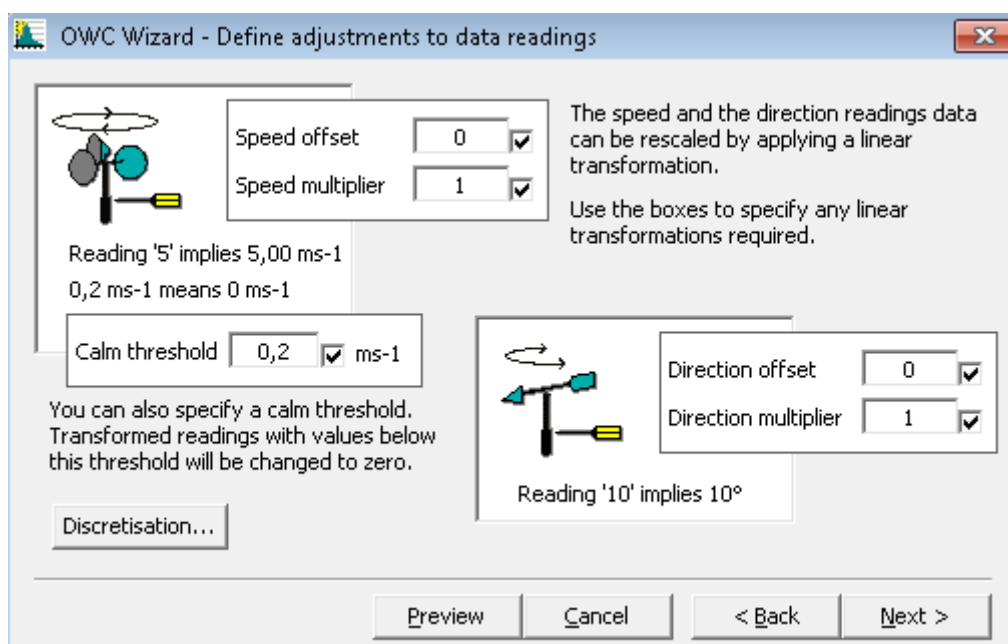 OWC Wizard - Define adjustments to data readings
Speed offset 0
Speed multiplier 1
Reading '5' implies 5,00 ms-1
0,2 ms-1 means 0 ms-1
Calm threshold 0,2 ms-1
You can also specify a calm threshold.
Transformed readings with values below
this threshold will be changed to zero.
Discretisation...
The speed and the direction readings data
can be rescaled by applying a linear
transformation.
Use the boxes to specify any linear
transformations required.
Direction offset 0
Direction multiplier 1
Reading '10' implies 10°
Preview Cancel < Back Next >